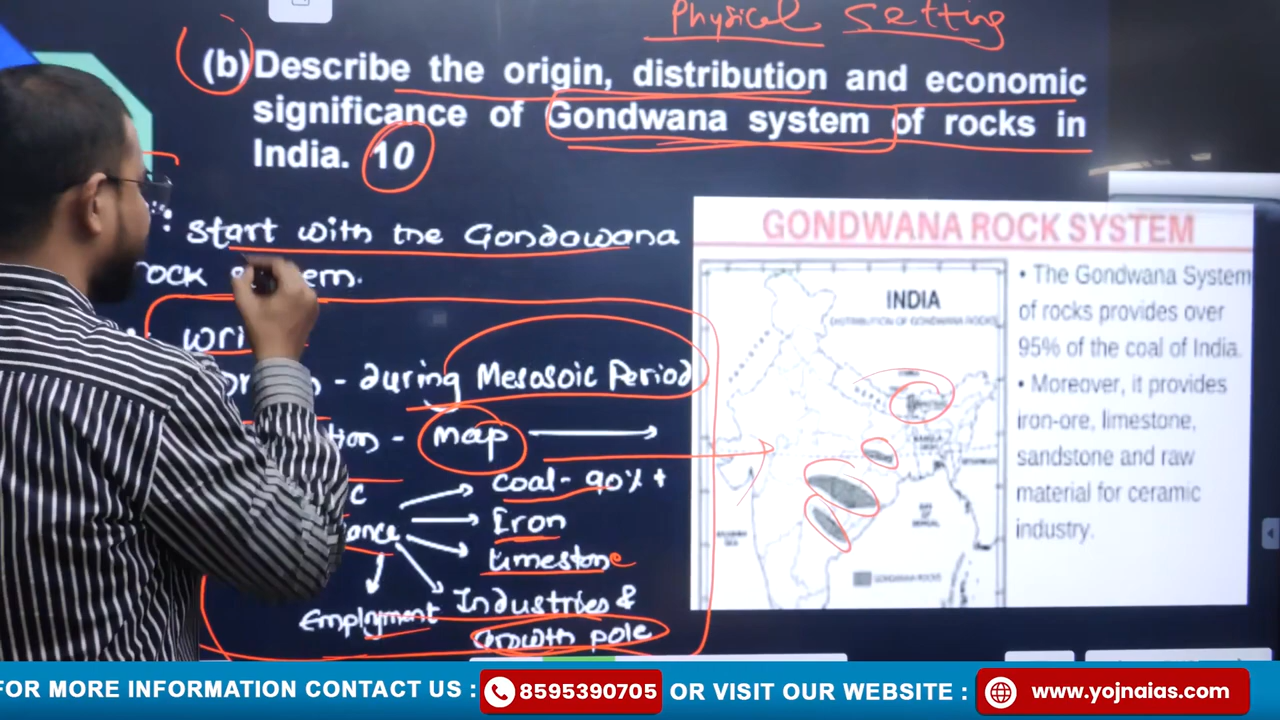 Physical Setting
(b) Describe the origin, distribution and economic
significance of Gondwana system of rocks in
India. 10
start with the Gondowana
rock
- during Mesosoic Period
- Map
Coal - 90% +
Iron
Limestone
Industries &
Growth pole
Employment
GONDWANA ROCK SYSTEM
INDIA
DISTRIBUTION OF GONDWANA ROCKS
BAY OF BENGAL
GONDWANA ROCKS
• The Gondwana System
of rocks provides over
95% of the coal of India.
• Moreover, it provides
iron-ore, limestone,
sandstone and raw
material for ceramic
industry.
FOR MORE INFORMATION CONTACT US : 8595390705 OR VISIT OUR WEBSITE : www.yojnaias.com